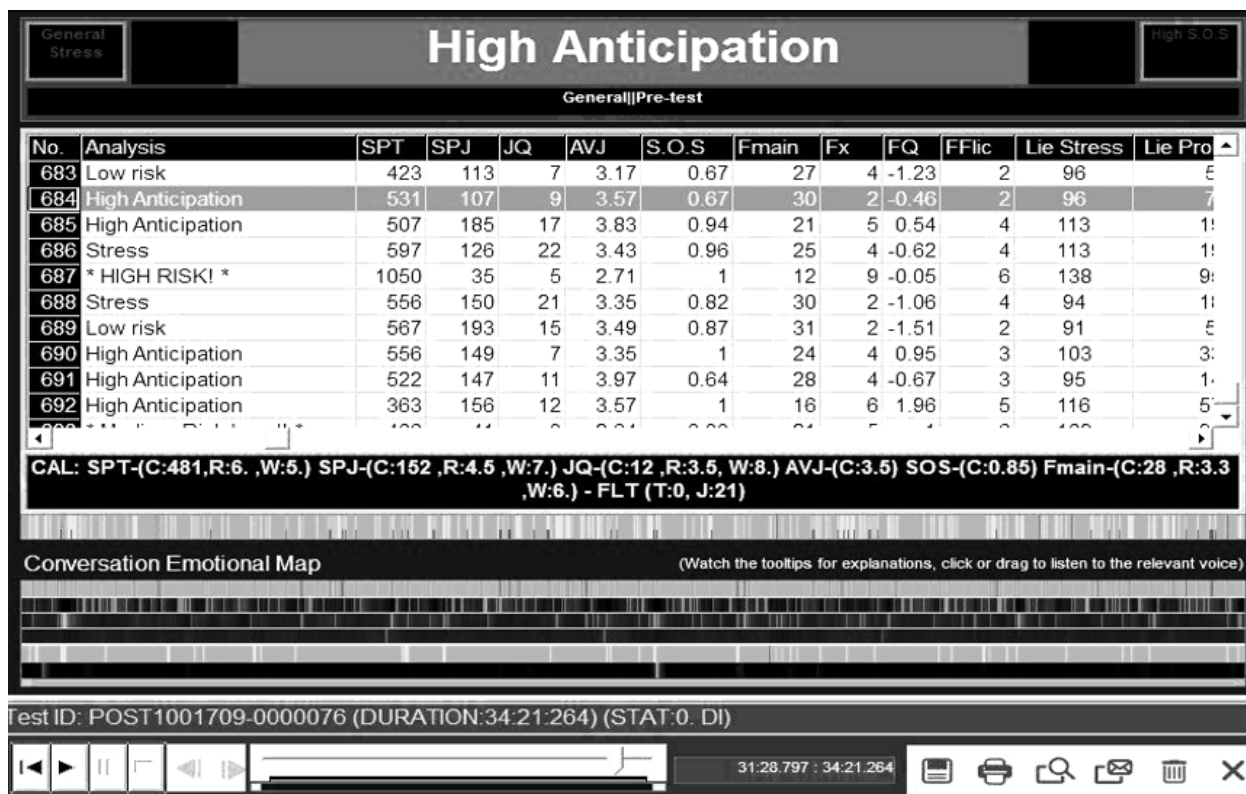 General
Stress
High Anticipation
High S.O.S
General||Pre-test
No. Analysis SPT SPJ JQ AVJ S.O.S Fmain Fx FQ FFlic Lie Stress Lie Pro
683 Low risk 423 113 7 3.17 0.67 27 4 -1.23 2 96
684 High Anticipation 531 107 9 3.57 0.67 30 2 -0.46 2 96
685 High Anticipation 507 185 17 3.83 0.94 21 5 0.54 4 113
686 Stress 597 126 22 3.43 0.96 25 4 -0.62 4 113
687 * HIGH RISK! * 1050 35 5 2.71 1 12 9 -0.05 6 138
688 Stress 556 150 21 3.35 0.82 30 2 -1.06 4 94
689 Low risk 567 193 15 3.49 0.87 31 2 -1.51 2 91
690 High Anticipation 556 149 7 3.35 1 24 4 0.95 3 103
691 High Anticipation 522 147 11 3.97 0.64 28 4 -0.67 3 95
692 High Anticipation 363 156 12 3.57 1 16 6 1.96 5 116
CAL: SPT-(C:481,R:6. ,W:5.) SPJ-(C:152 ,R:4.5 ,W:7.) JQ-(C:12 ,R:3.5, W:8.) AVJ-(C:3.5) SOS-(C:0.85) Fmain-(C:28 ,R:3.3
,W:6.) - FLT (T:0, J:21)
Conversation Emotional Map
(Watch the tooltips for explanations, click or drag to listen to the relevant voice)
Test ID: POST1001709-0000076 (DURATION:34:21:264) (STAT:0. DI)
31:28.797 : 34:21.264